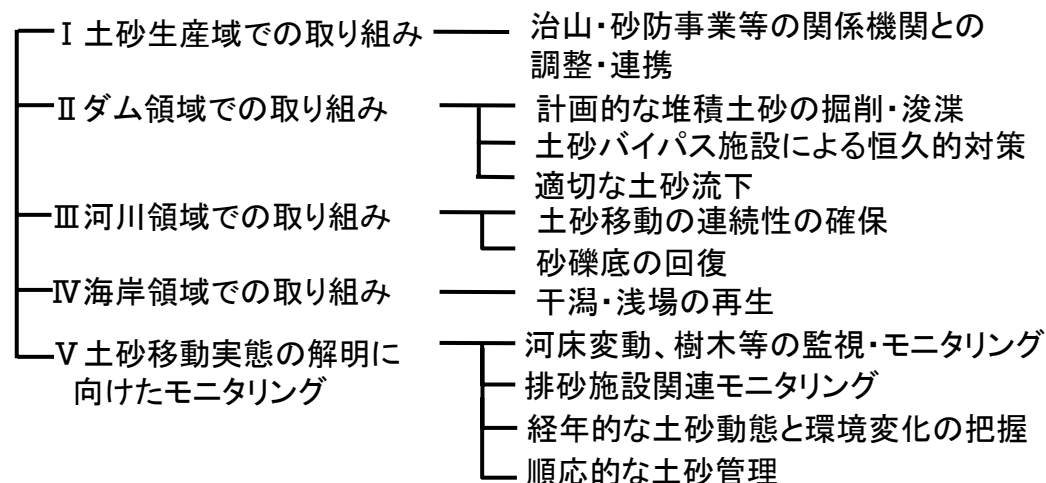 Ⅰ 土砂生産域での取り組み
治山・砂防事業等の関係機関との
調整・連携
Ⅱ ダム領域での取り組み
計画的な堆積土砂の掘削・浚渫
土砂バイパス施設による恒久的対策
適切な土砂流下
Ⅲ 河川領域での取り組み
土砂移動の連続性の確保
砂礫底の回復
Ⅳ 海岸領域での取り組み
干潟・浅場の再生
Ⅴ 土砂移動実態の解明に
向けたモニタリング
河床変動、樹木等の監視・モニタリング
排砂施設関連モニタリング
経年的な土砂動態と環境変化の把握
順応的な土砂管理